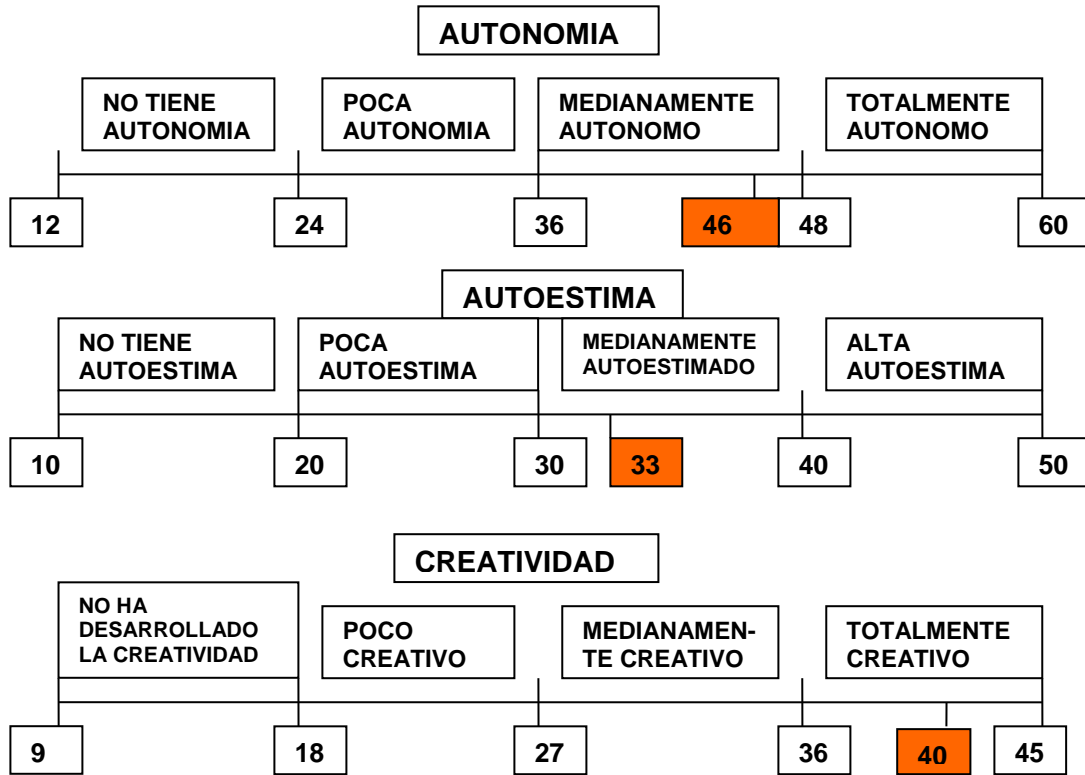 AUTONOMIA
NO TIENE
AUTONOMIA
POCA
AUTONOMIA
MEDIANAMENTE
AUTONOMO
TOTALMENTE
AUTONOMO
12 24 36 46 48 60
AUTOESTIMA
NO TIENE
AUTOESTIMA
POCA
AUTOESTIMA
MEDIANAMENTE
AUTOESTIMADO
ALTA
AUTOESTIMA
10 20 30 33 40 50
CREATIVIDAD
NO HA
DESARROLLADO
LA CREATIVIDAD
POCO
CREATIVO
MEDIANAMEN-
TE CREATIVO
TOTALMENTE
CREATIVO
9 18 27 36 40 45